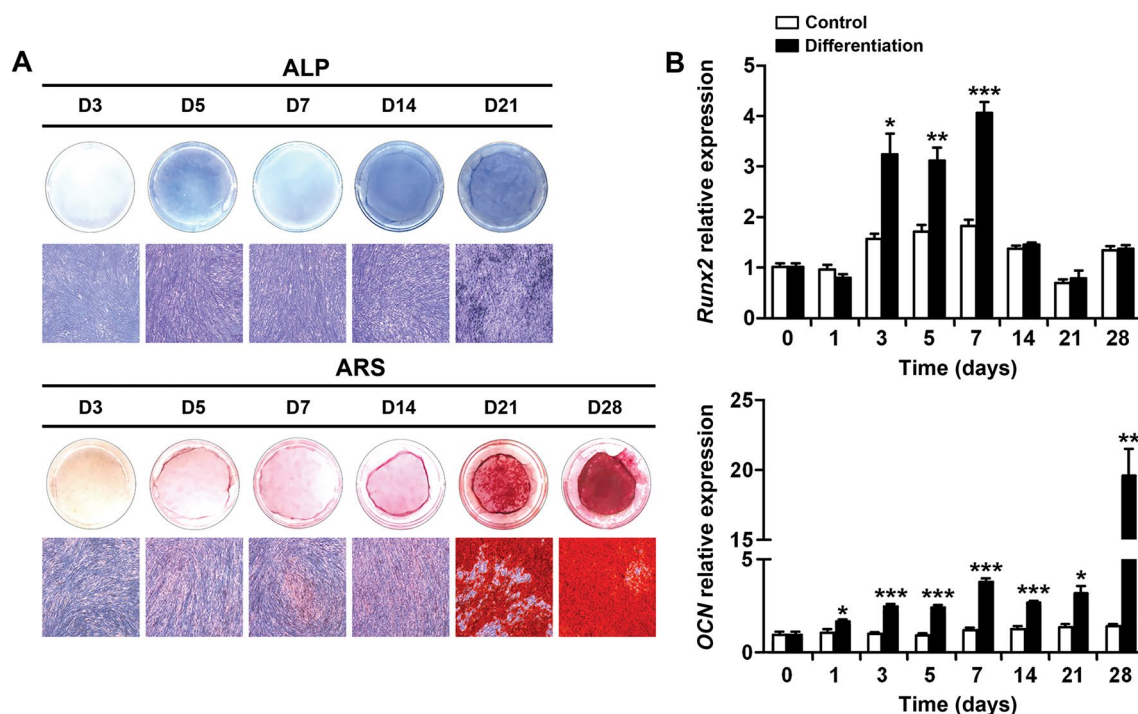 A
ALP
D3 D5 D7 D14 D21
ARS
D3 D5 D7 D14 D21 D28
Control
Differentiation
B
Runx2 relative expression
5
4
3
2
1
0
* ** ***
0 1 3 5 7 14 21 28
Time (days)
OCN relative expression
25
20
15
5
0
* *** *** *** *** * **
0 1 3 5 7 14 21 28
Time (days)